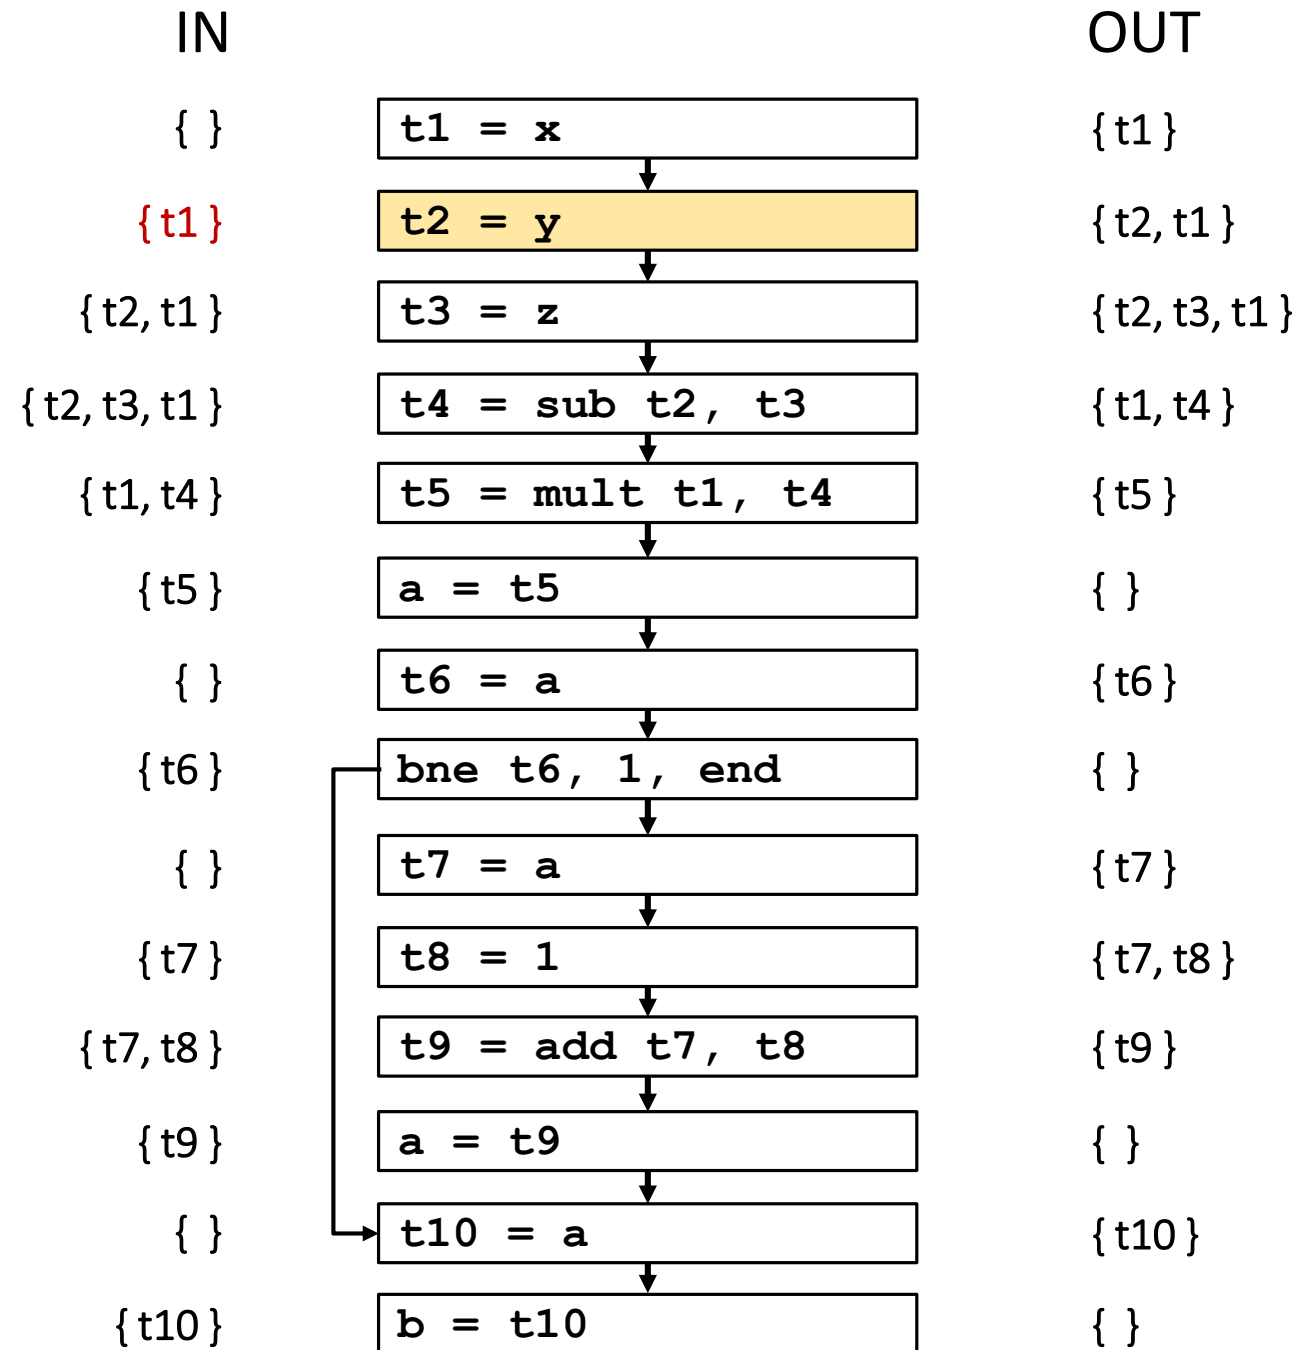 IN OUT
{ } t1 = x { t1 }
{ t1 } t2 = y { t2, t1 }
{ t2, t1 } t3 = z { t2, t3, t1 }
{ t2, t3, t1 } t4 = sub t2, t3 { t1, t4 }
{ t1, t4 } t5 = mult t1, t4 { t5 }
{ t5 } a = t5 { }
{ } t6 = a { t6 }
{ t6 } bne t6, 1, end { }
{ } t7 = a { t7 }
{ t7 } t8 = 1 { t7, t8 }
{ t7, t8 } t9 = add t7, t8 { t9 }
{ t9 } a = t9 { }
{ } t10 = a { t10 }
{ t10 } b = t10 { }